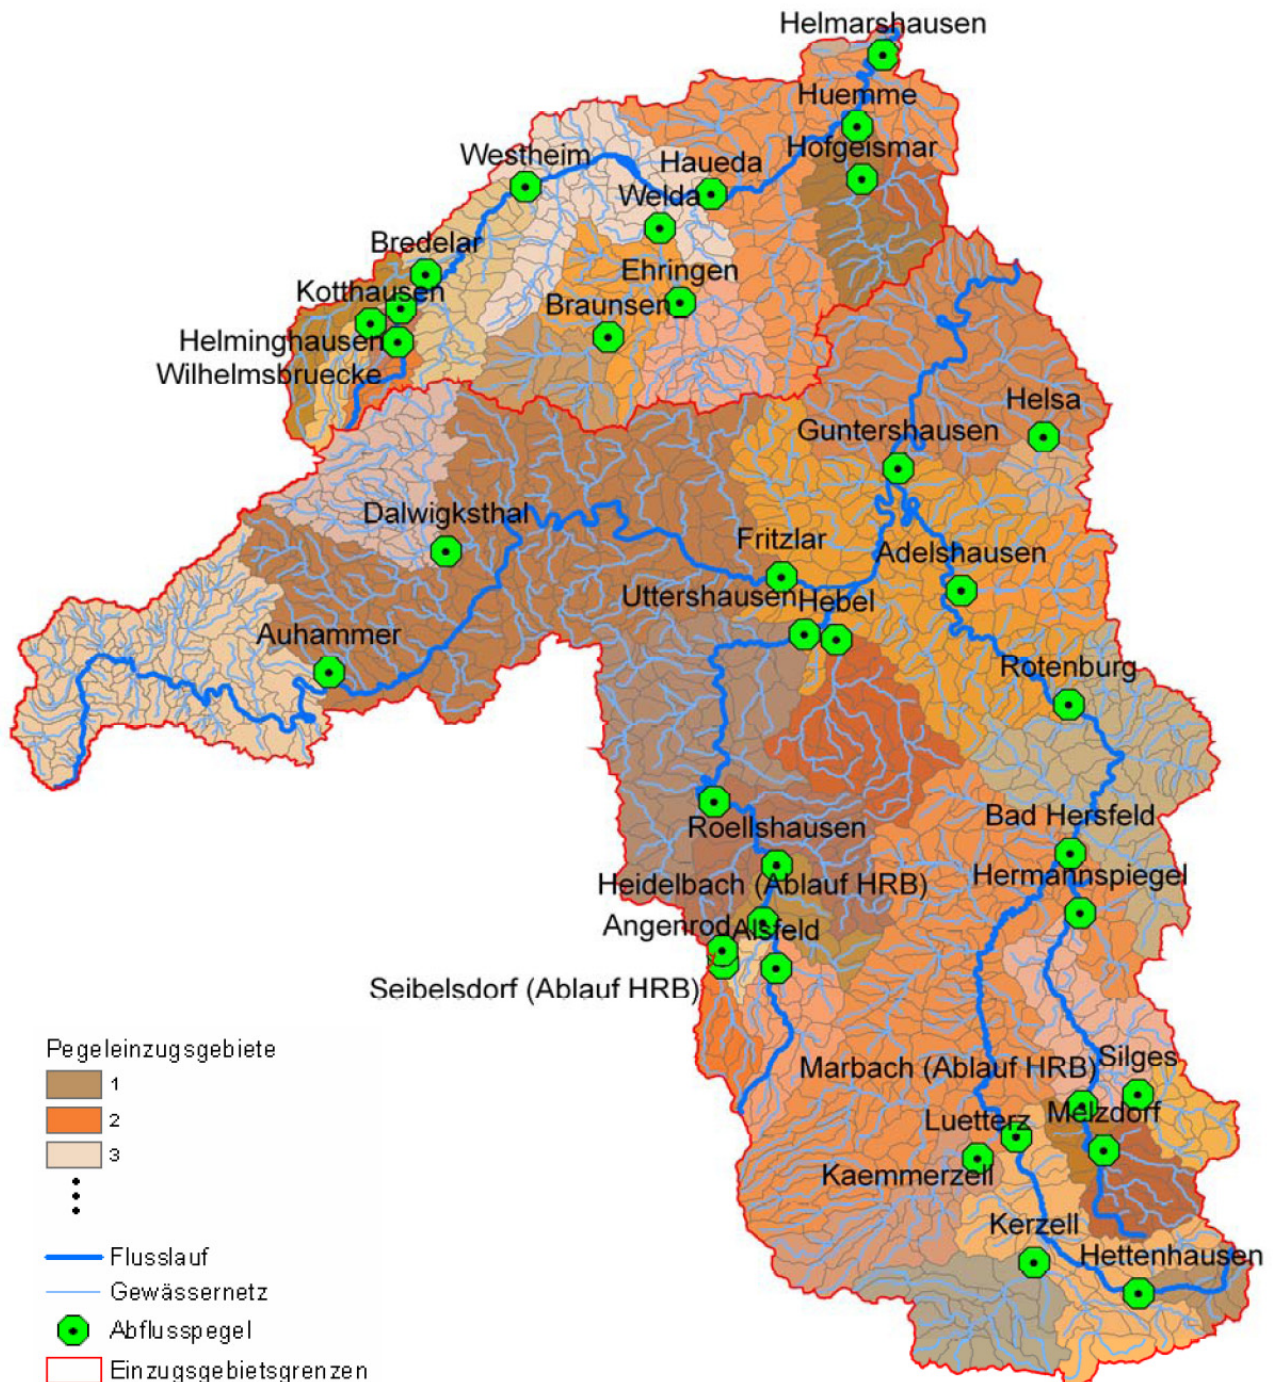 Helmarshausen
Huemme
Hofgeismar
Westheim
Haueda
Welda
Bredelar
Ehringen
Kotthausen
Braunsen
Helminghausen
Wilhelmsbruecke
Helsa
Guntershausen
Dalwigksthal
Fritzlar
Adelshausen
Uttershausen
Hebel
Auhammer
Rotenburg
Bad Hersfeld
Roellshausen
Hermannspiegel
Heidelbach (Ablauf HRB)
Angenrod
Alsfeld
Seibelsdorf (Ablauf HRB)
Silges
Marbach (Ablauf HRB)
Melzdorf
Luetterz
Kaemmerzell
Kerzell
Hettenhausen
Pegeleinzugsgebiete
1
2
3
Flusslauf
Gewässernetz
Abflusspegel
Einzugsgebietsgrenzen